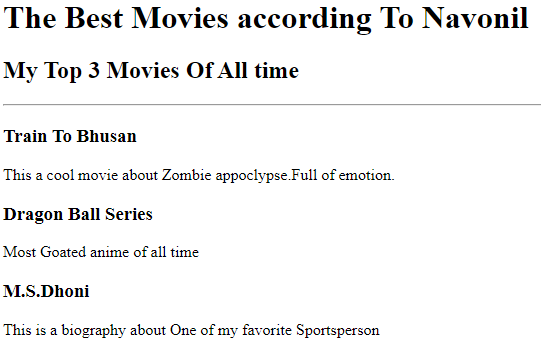 The Best Movies according To Navonil
My Top 3 Movies Of All time
Train To Bhusan
This a cool movie about Zombie appoclypse.Full of emotion.
Dragon Ball Series
Most Goated anime of all time
M.S.Dhoni
This is a biography about One of my favorite Sportsperson